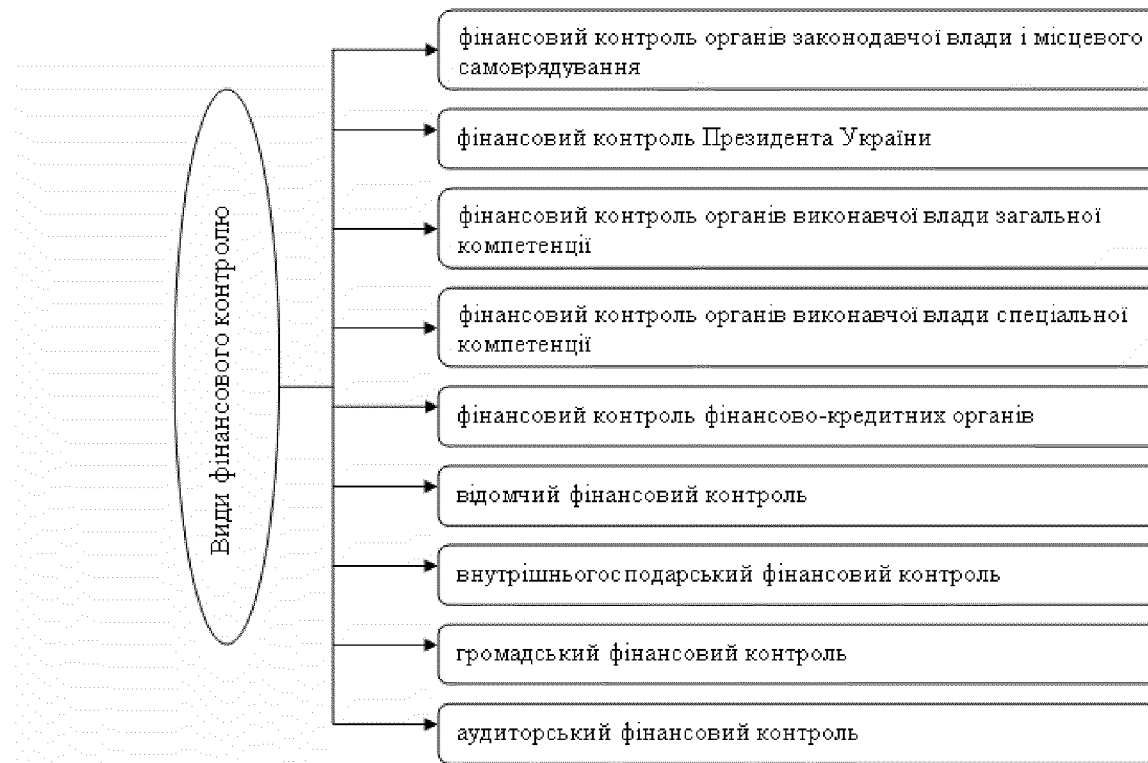 Види фінансового контролю
фінансовий контроль органів законодавчої влади і місцевого
самоврядування
фінансовий контроль Президента України
фінансовий контроль органів виконавчої влади загальної
компетенції
фінансовий контроль органів виконавчої влади спеціальної
компетенції
фінансовий контроль фінансово-кредитних органів
відомчий фінансовий контроль
внутрішньогосподарський фінансовий контроль
громадський фінансовий контроль
аудиторський фінансовий контроль